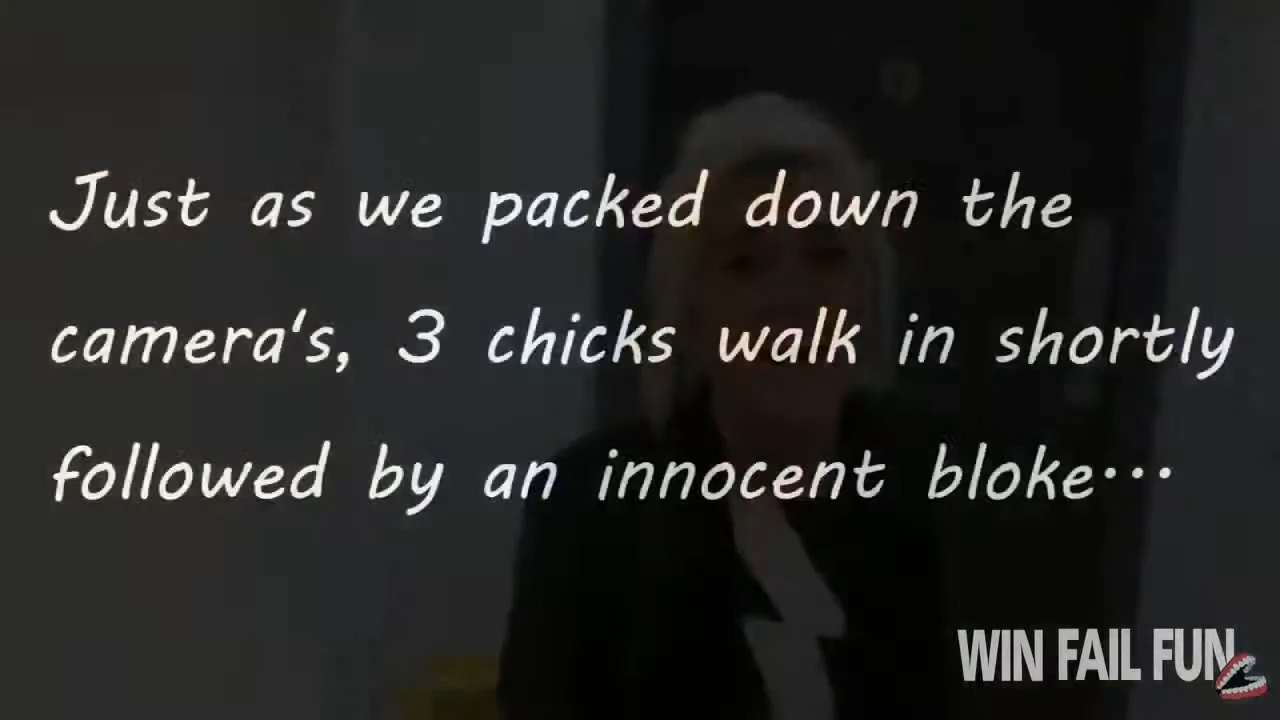 Just as we packed down the
camera's, 3 chicks walk in shortly
followed by an innocent bloke...
WIN FAIL FUN